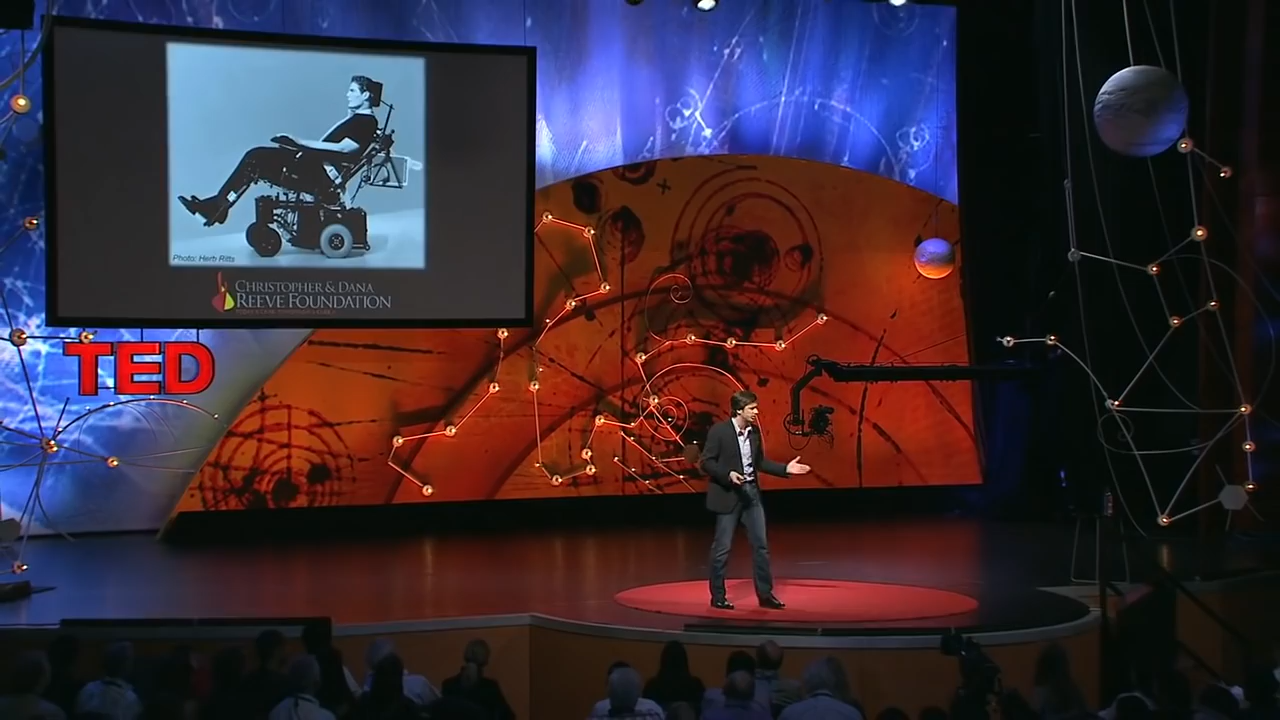 Photo: Herb Ritts
CHRISTOPHER & DANA
REEVE FOUNDATION
TED